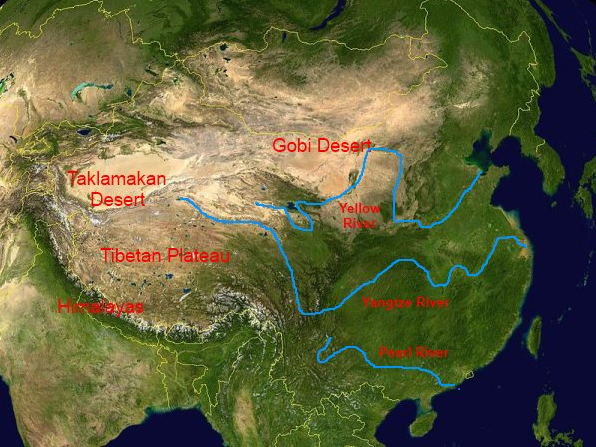 Gobi Desert
Taklamakan
Desert
Yellow
River
Tibetan Plateau
Himalayas
Yangtze River
Pearl River